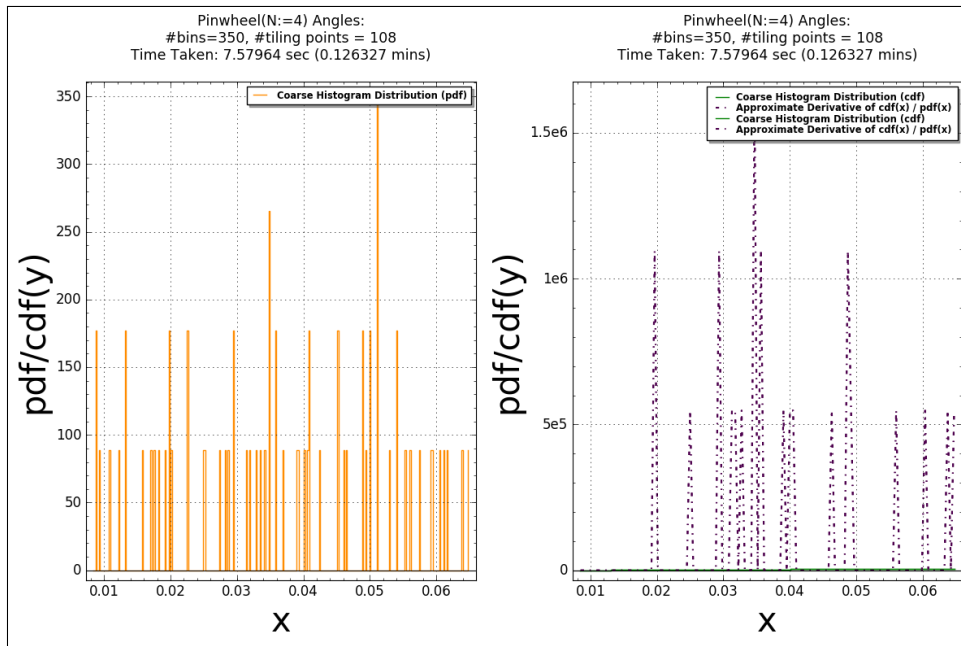 Pinwheel(N:=4) Angles:
#bins=350, #tiling points = 108
Time Taken: 7.57964 sec (0.126327 mins)
Coarse Histogram Distribution (pdf)
350
300
250
200
150
100
50
0
0.01 0.02 0.03 0.04 0.05 0.06
pdf/cdf(y)
x
Pinwheel(N:=4) Angles:
#bins=350, #tiling points = 108
Time Taken: 7.57964 sec (0.126327 mins)
Coarse Histogram Distribution (cdf)
Approximate Derivative of cdf(x) / pdf(x)
Coarse Histogram Distribution (cdf)
Approximate Derivative of cdf(x) / pdf(x)
1.5e6
1e6
5e5
0
0.01 0.02 0.03 0.04 0.05 0.06
pdf/cdf(y)
x